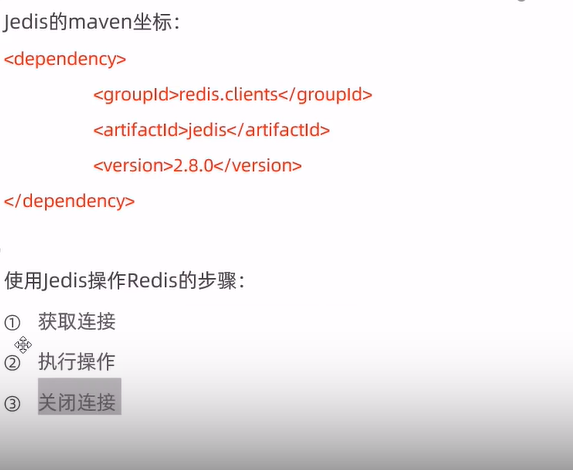 Jedis的maven坐标：
<dependency>
<groupId>redis.clients</groupId>
<artifactId>jedis</artifactId>
<version>2.8.0</version>
</dependency>
使用Jedis操作Redis的步骤：
① 获取连接
② 执行操作
③ 关闭连接